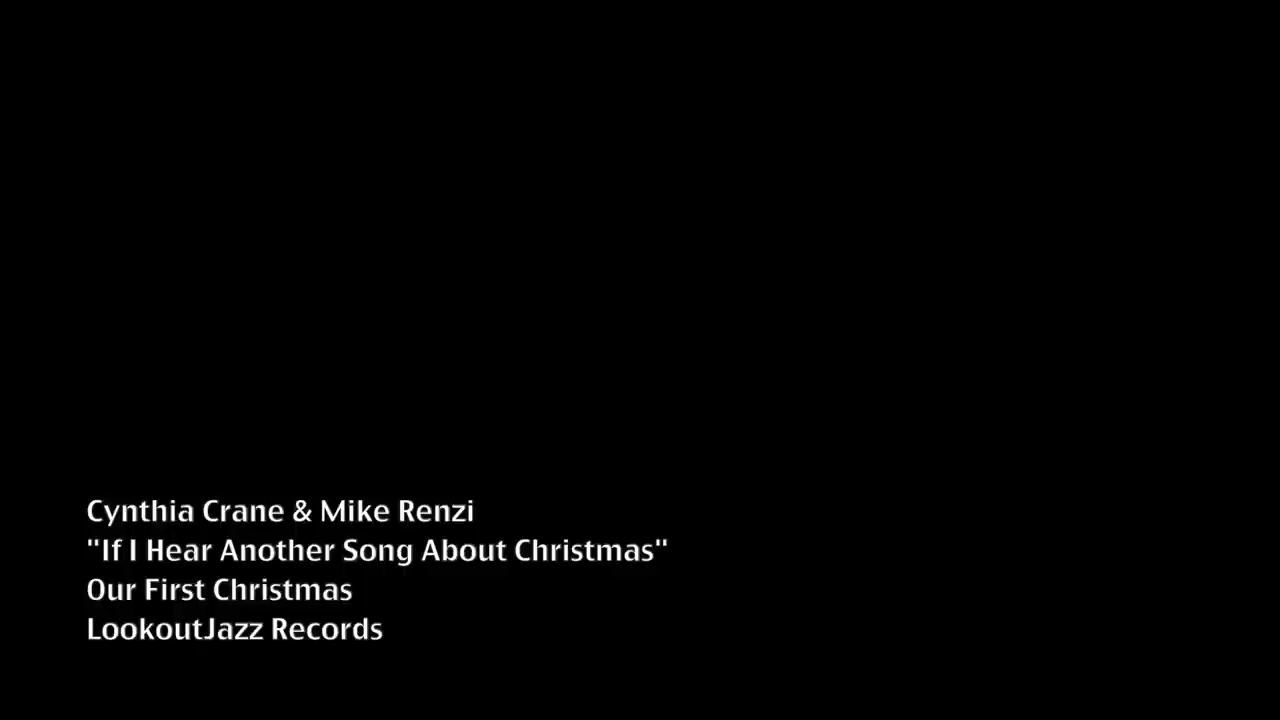 Cynthia Crane & Mike Renzi
"If I Hear Another Song About Christmas"
Our First Christmas
LookoutJazz Records